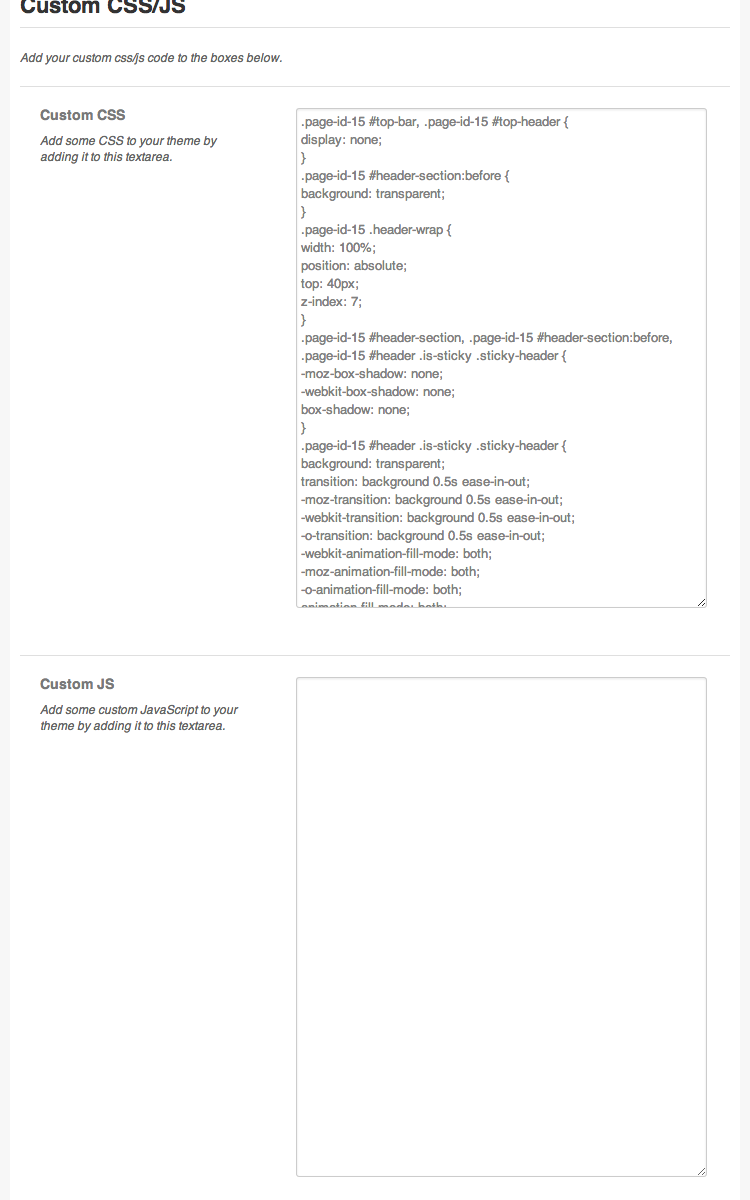 Custom CSS/JS
Add your custom css/js code to the boxes below.
Custom CSS
Add some CSS to your theme by
adding it to this textarea.
.page-id-15 #top-bar, .page-id-15 #top-header {
display: none;
}
.page-id-15 #header-section:before {
background: transparent;
}
.page-id-15 .header-wrap {
width: 100%;
position: absolute;
top: 40px;
z-index: 7;
}
.page-id-15 #header-section, .page-id-15 #header-section:before,
.page-id-15 #header .is-sticky .sticky-header {
-moz-box-shadow: none;
-webkit-box-shadow: none;
box-shadow: none;
}
.page-id-15 #header .is-sticky .sticky-header {
background: transparent;
transition: background 0.5s ease-in-out;
-moz-transition: background 0.5s ease-in-out;
-webkit-transition: background 0.5s ease-in-out;
-o-transition: background 0.5s ease-in-out;
-webkit-animation-fill-mode: both;
-moz-animation-fill-mode: both;
-o-animation-fill-mode: both;
animation-fill-mode: both;
Custom JS
Add some custom JavaScript to your
theme by adding it to this textarea.